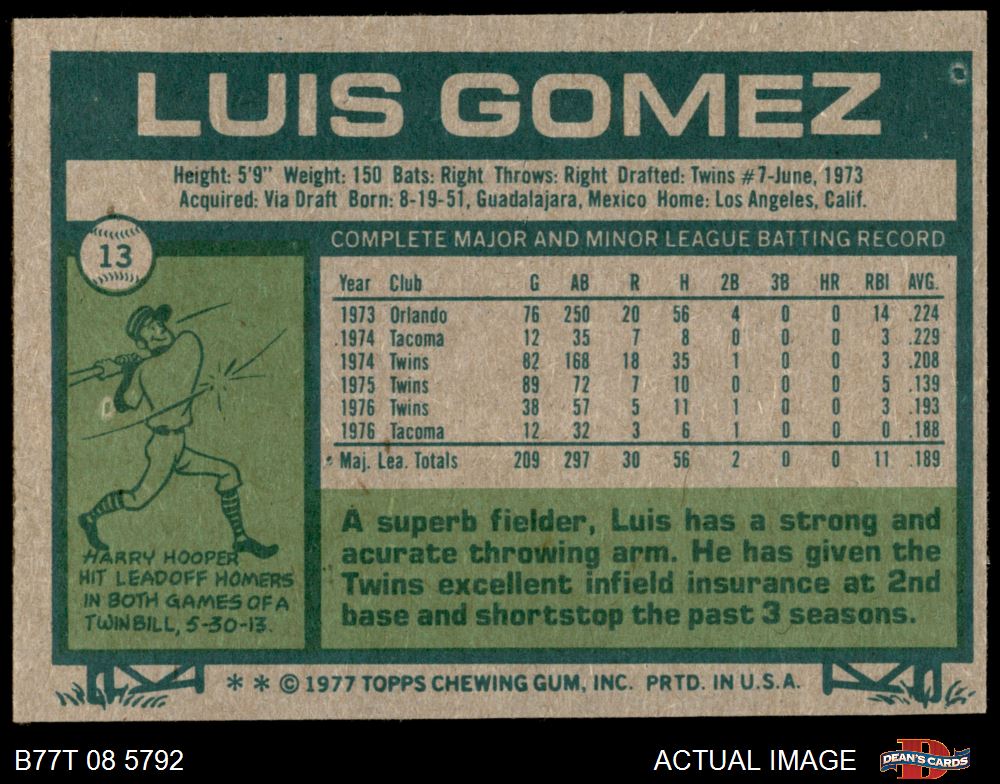 LUIS GOMEZ
Height: 5'9" Weight: 150 Bats: Right Throws: Right Drafted: Twins #7-June, 1973
Acquired: Via Draft Born: 8-19-51, Guadalajara, Mexico Home: Los Angeles, Calif.
13
COMPLETE MAJOR AND MINOR LEAGUE BATTING RECORD
Year Club G AB R H 2B 3B HR RBI AVG.
1973 Orlando 76 250 20 56 4 0 0 14 .224
1974 Tacoma 12 35 7 8 0 0 0 3 .229
1974 Twins 82 168 18 35 1 0 0 3 .208
1975 Twins 89 72 7 10 0 0 0 5 .139
1976 Twins 38 57 5 11 1 0 0 3 .193
1976 Tacoma 12 32 3 6 1 0 0 0 .188
Maj. Lea. Totals 209 297 30 56 2 0 0 11 .189
HARRY HOOPER
HIT LEADOFF HOMERS
IN BOTH GAMES OF A
TWINBILL, 5-30-13.
A superb fielder, Luis has a strong and
acurate throwing arm. He has given the
Twins excellent infield insurance at 2nd
base and shortstop the past 3 seasons.
** © 1977 TOPPS CHEWING GUM, INC. PRTD. IN U.S.A.
B77T 08 5792
ACTUAL IMAGE
DEAN'S CARDS